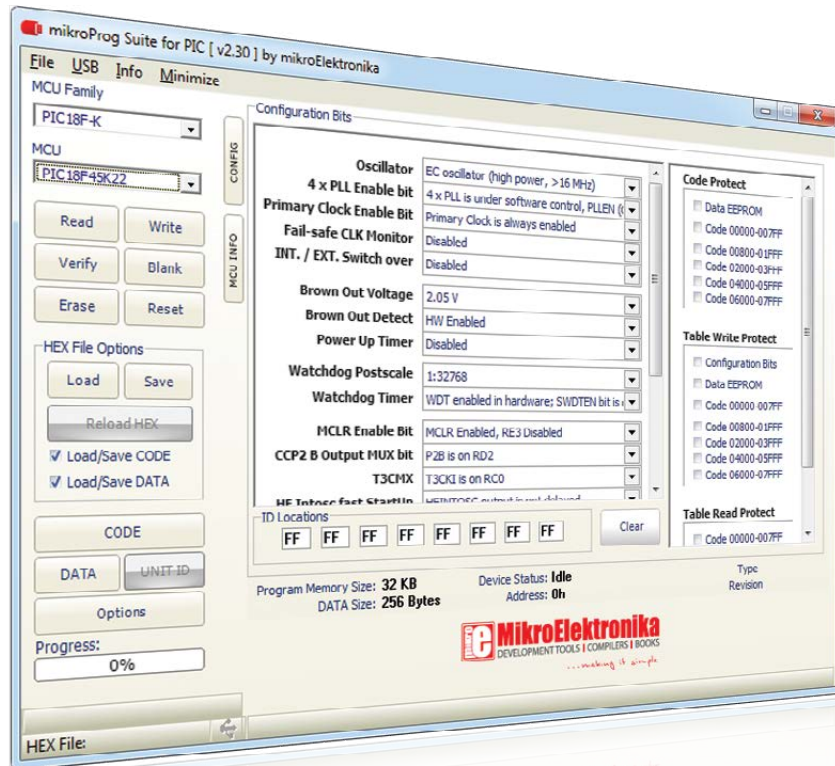 mikroProg Suite for PIC [ v2.30 ] by mikroElektronika
File USB Info Minimize
MCU Family
PIC18F-K
MCU
PIC18F45K22
Read Write
Verify Blank
Erase Reset
HEX File Options
Load Save
Reload HEX
Load/Save CODE
Load/Save DATA
CODE
DATA UNIT ID
Options
Progress:
0%
HEX File:
CONFIG
MCU INFO
Configuration Bits
Oscillator EC oscillator (high power, >16 MHz)
4 x PLL Enable bit 4 x PLL is under software control, PLLEN (
Primary Clock Enable Bit Primary Clock is always enabled
Fail-safe CLK Monitor Disabled
INT. / EXT. Switch over Disabled
Brown Out Voltage 2.05 V
Brown Out Detect HW Enabled
Power Up Timer Disabled
Watchdog Postscale 1:32768
Watchdog Timer WDT enabled in hardware; SWDTEN bit is
MCLR Enable Bit MCLR Enabled, RE3 Disabled
CCP2 B Output MUX bit P2B is on RD2
T3CMX T3CKI is on RC0
HF Intosc fast StartUp HFINTOSC output is not delayed
ID Locations
FF FF FF FF FF FF FF FF
Clear
Code Protect
Data EEPROM
Code 00000-007FF
Code 00800-01FFF
Code 02000-03FFF
Code 04000-05FFF
Code 06000-07FFF
Table Write Protect
Configuration Bits
Data EEPROM
Code 00000-007FF
Code 00800-01FFF
Code 02000-03FFF
Code 04000-05FFF
Code 06000-07FFF
Table Read Protect
Code 00000-007FF
Program Memory Size: 32 KB Device Status: Idle Type
DATA Size: 256 Bytes Address: 0h Revision
MikroElektronika
DEVELOPMENT TOOLS | COMPILERS | BOOKS
...making it simple